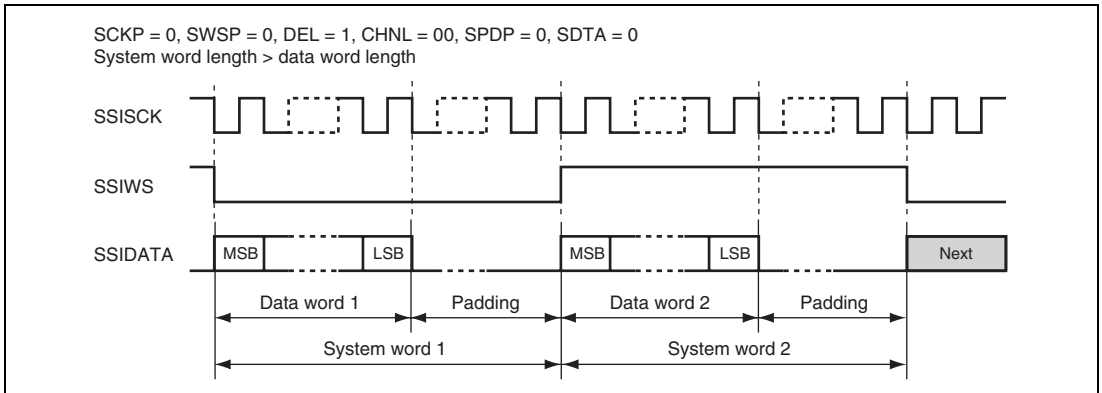 SCKP = 0, SWSP = 0, DEL = 1, CHNL = 00, SPDP = 0, SDTA = 0
System word length > data word length
SSISCK
SSIWS
SSIDATA MSB LSB MSB LSB Next
Data word 1 Padding Data word 2 Padding
System word 1 System word 2